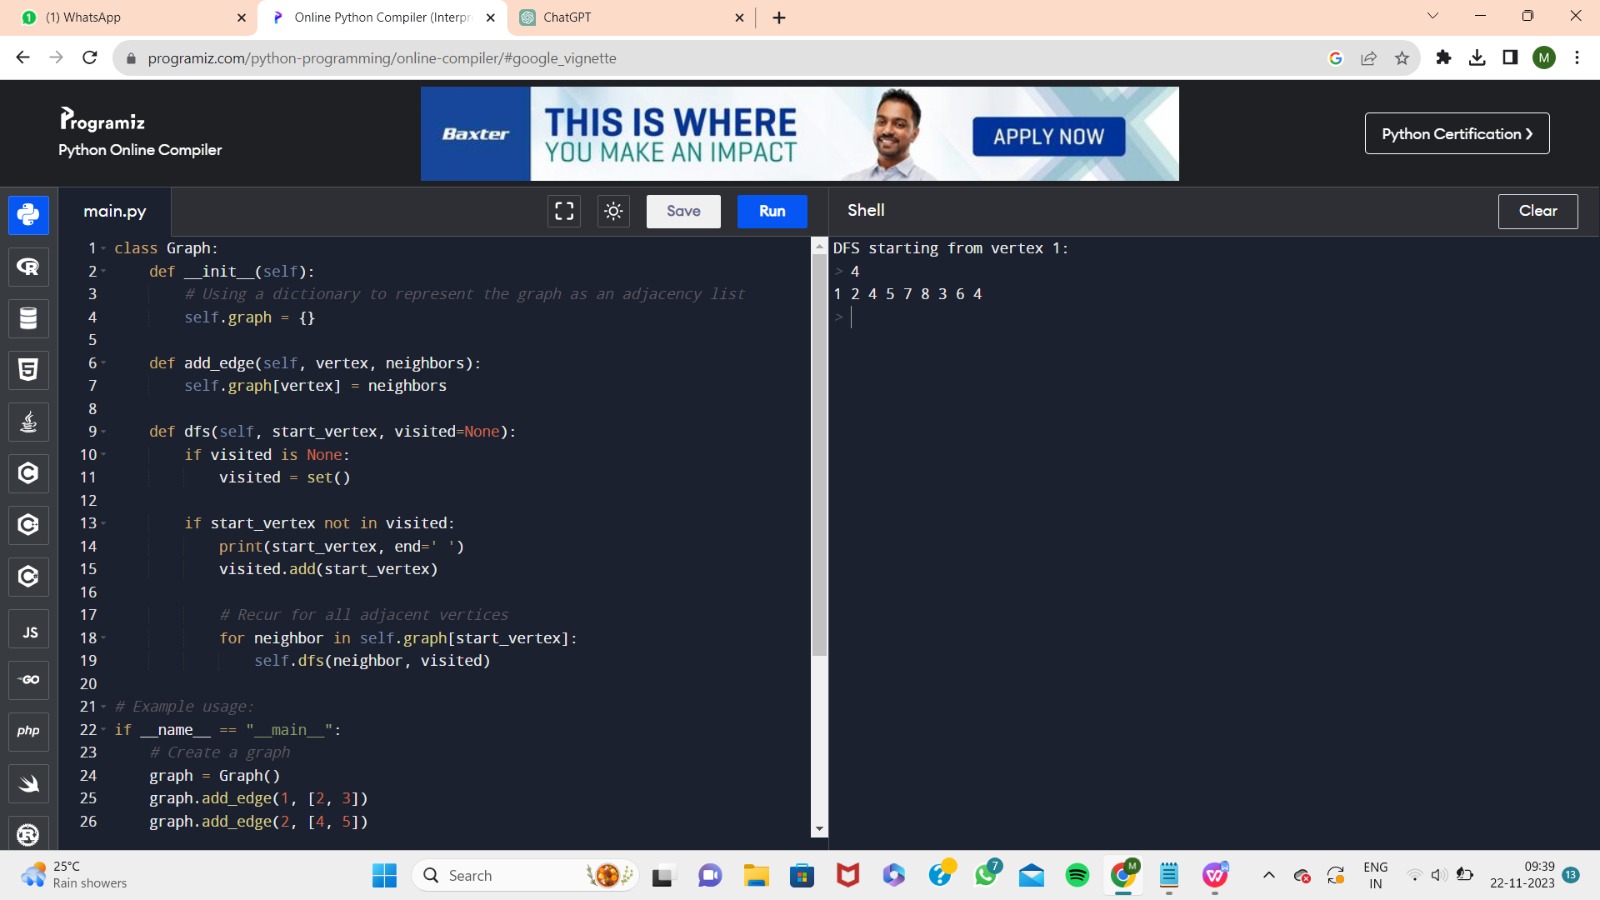 (1) WhatsApp
Online Python Compiler (Interpr
ChatGPT
programiz.com/python-programming/online-compiler/#google_vignette
M
Programiz
Python Online Compiler
Baxter
THIS IS WHERE
YOU MAKE AN IMPACT
APPLY NOW
Python Certification >
main.py
Save
Run
Shell
Clear
1 class Graph:
2 def __init__(self):
3 # Using a dictionary to represent the graph as an adjacency list
4 self.graph = {}
5
6 def add_edge(self, vertex, neighbors):
7 self.graph[vertex] = neighbors
8
9 def dfs(self, start_vertex, visited=None):
10 if visited is None:
11 visited = set()
12
13 if start_vertex not in visited:
14 print(start_vertex, end=' ')
15 visited.add(start_vertex)
16
17 # Recur for all adjacent vertices
18 for neighbor in self.graph[start_vertex]:
19 self.dfs(neighbor, visited)
20
21 # Example usage:
22 if __name__ == "__main__":
23 # Create a graph
24 graph = Graph()
25 graph.add_edge(1, [2, 3])
26 graph.add_edge(2, [4, 5])
DFS starting from vertex 1:
> 4
1 2 4 5 7 8 3 6 4
>
JS
GO
php
25°C
Rain showers
Search
7
M
ENG
IN
09:39
22-11-2023
13